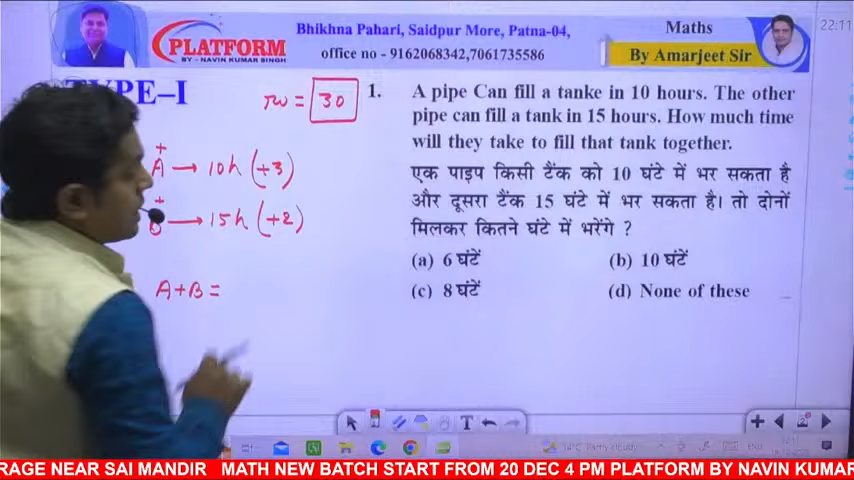 PLATFORM
BY - NAVIN KUMAR SINGH
Bhikhna Pahari, Saidpur More, Patna-04,
office no - 9162068342,7061735586
Maths
By Amarjeet Sir
22:11
TYPE–I
TW = 30
A → 10h (+3)
B → 15h (+2)
A+B =
1. A pipe Can fill a tanke in 10 hours. The other
pipe can fill a tank in 15 hours. How much time
will they take to fill that tank together.
एक पाइप किसी टैंक को 10 घंटे में भर सकता है
और दूसरा टैंक 15 घंटे में भर सकता है। तो दोनों
मिलकर कितने घंटे में भरेंगे ?
(a) 6 घंटें (b) 10 घंटें
(c) 8 घंटें (d) None of these
RAGE NEAR SAI MANDIR MATH NEW BATCH START FROM 20 DEC 4 PM PLATFORM BY NAVIN KUMAR